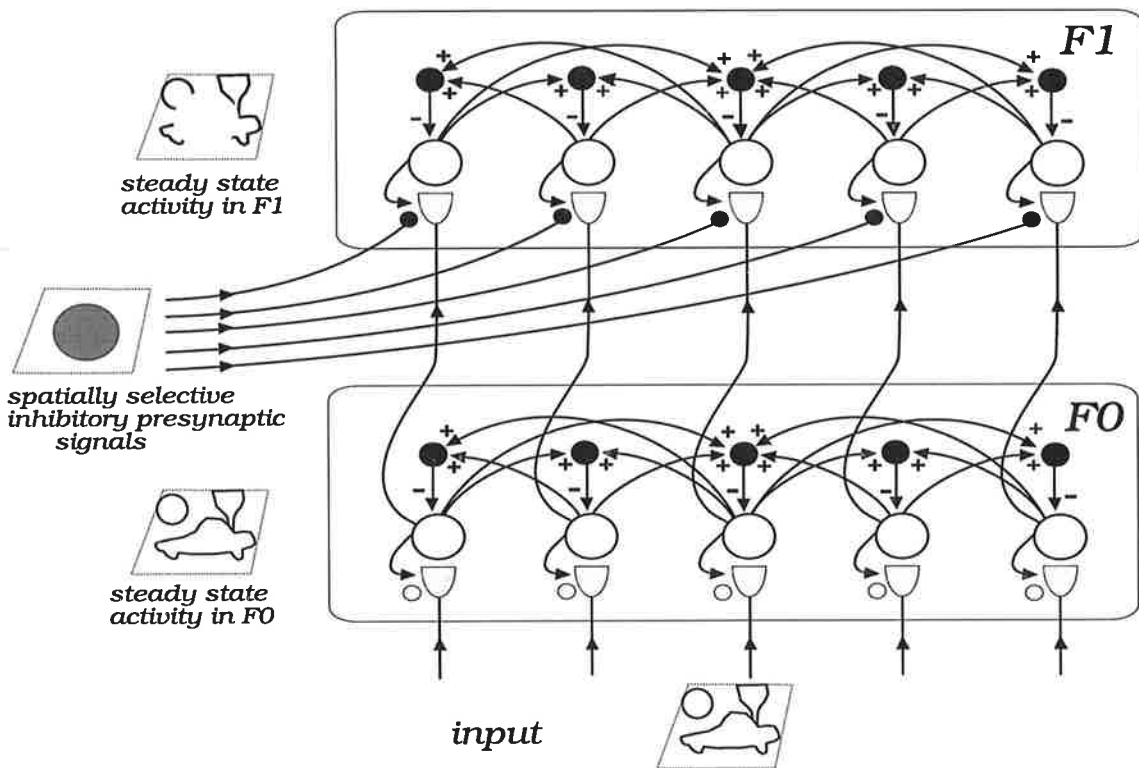 F1
+ + + + + + + +
- - - - -
steady state
activity in F1
spatially selective
inhibitory presynaptic
signals
F0
+ + + + + + + + + +
- - - - -
steady state
activity in F0
input